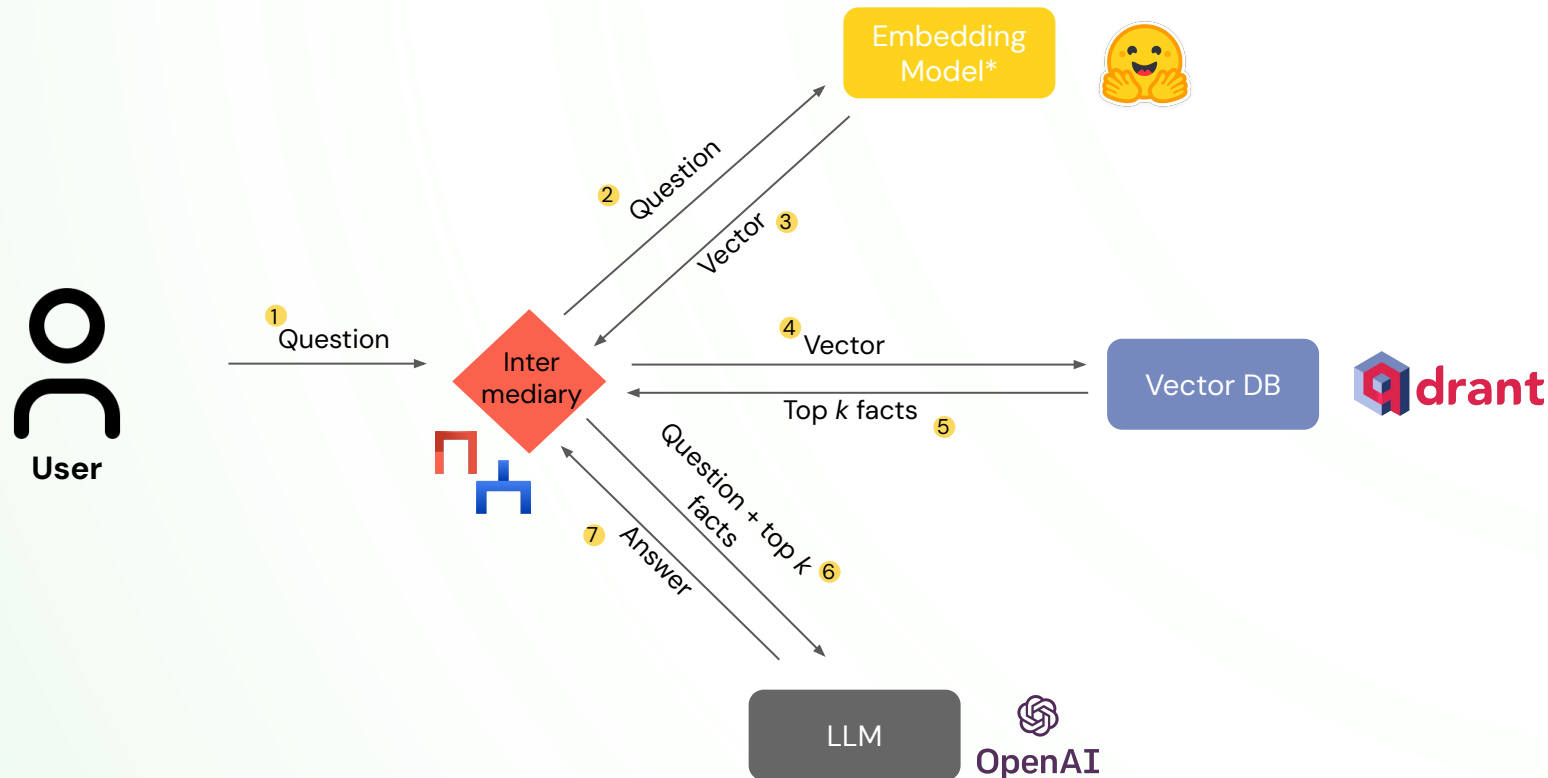 Embedding
Model*
2
Question
Vector
3
1
Question
User
Inter
mediary
4
Vector
Top k facts
5
Vector DB
qdrant
Question + top k
facts
6
7
Answer
LLM
OpenAI